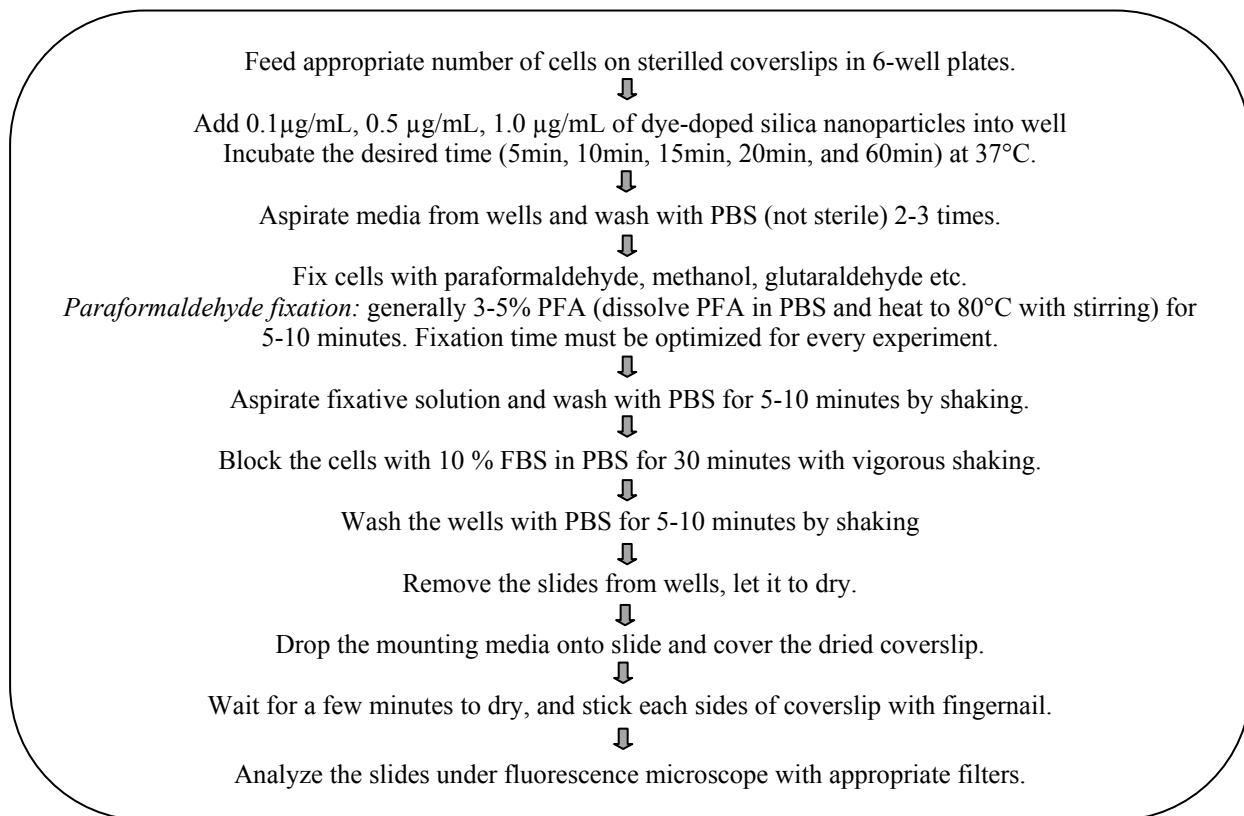 Feed appropriate number of cells on sterilled coverslips in 6-well plates.
Add 0.1µg/mL, 0.5 µg/mL, 1.0 µg/mL of dye-doped silica nanoparticles into well
Incubate the desired time (5min, 10min, 15min, 20min, and 60min) at 37°C.
Aspirate media from wells and wash with PBS (not sterile) 2-3 times.
Fix cells with paraformaldehyde, methanol, glutaraldehyde etc.
Paraformaldehyde fixation: generally 3-5% PFA (dissolve PFA in PBS and heat to 80°C with stirring) for
5-10 minutes. Fixation time must be optimized for every experiment.
Aspirate fixative solution and wash with PBS for 5-10 minutes by shaking.
Block the cells with 10 % FBS in PBS for 30 minutes with vigorous shaking.
Wash the wells with PBS for 5-10 minutes by shaking
Remove the slides from wells, let it to dry.
Drop the mounting media onto slide and cover the dried coverslip.
Wait for a few minutes to dry, and stick each sides of coverslip with fingernail.
Analyze the slides under fluorescence microscope with appropriate filters.